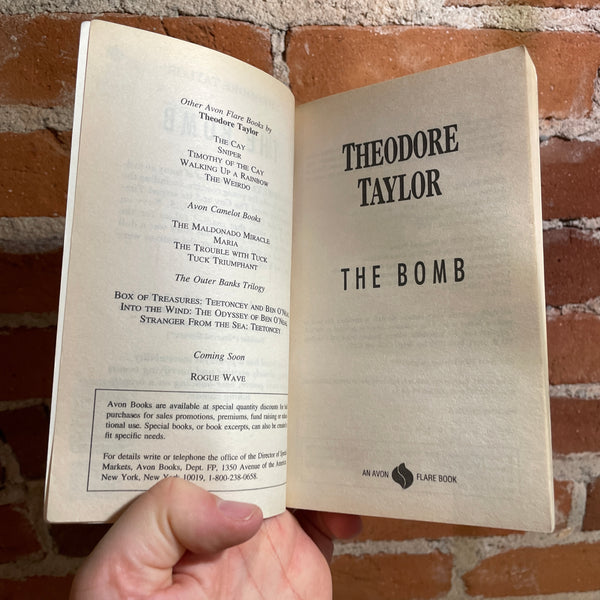 Other Avon Flare Books by
Theodore Taylor
THE CAY
SNIPER
TIMOTHY OF THE CAY
WALKING UP A RAINBOW
THE WEIRDO
Avon Camelot Books
THE MALDONADO MIRACLE
MARIA
THE TROUBLE WITH TUCK
TUCK TRIUMPHANT
The Outer Banks Trilogy
BOX OF TREASURES: TEETONCEY AND BEN O'NEAL
INTO THE WIND: THE ODYSSEY OF BEN O'NEAL
STRANGER FROM THE SEA: TEETONCEY
Coming Soon
ROGUE WAVE
Avon Books are available at special quantity discounts for
purchases for sales promotions, premiums, fund raising or
tional use. Special books, or book excerpts, can also be
fit specific needs.
For details write or telephone the office of the Director of Special
Markets, Avon Books, Dept. FP, 1350 Avenue of the
New York, New York 10019, 1-800-238-0658.
THEODORE
TAYLOR
THE BOMB
AN AVON FLARE BOOK